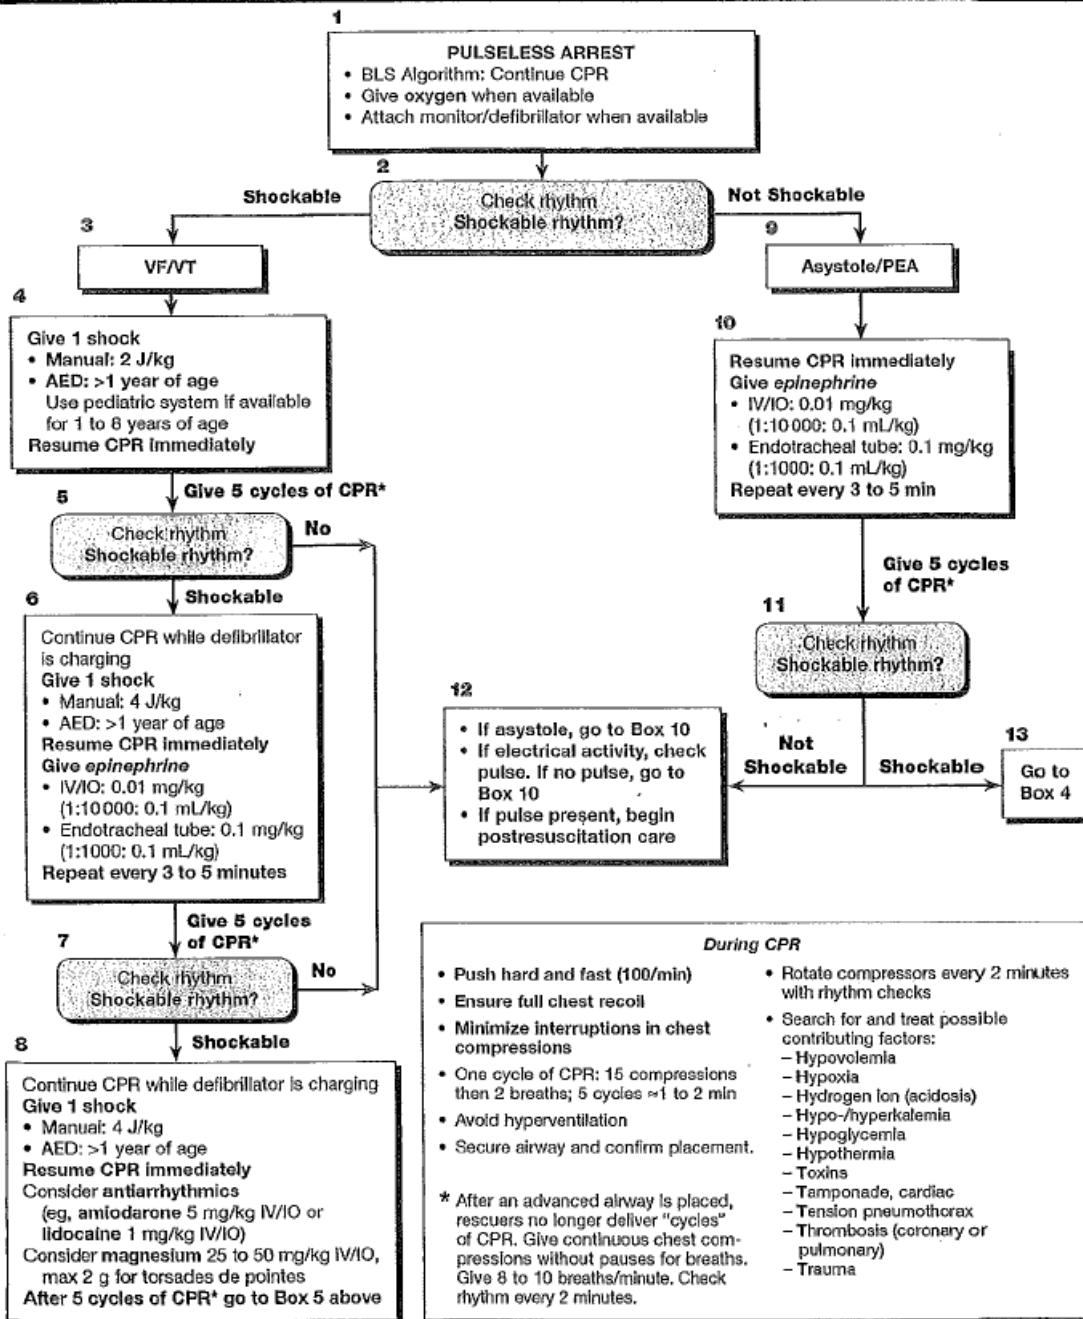 1
PULSELESS ARREST
• BLS Algorithm: Continue CPR
• Give oxygen when available
• Attach monitor/defibrillator when available
2
Check rhythm
Shockable rhythm?
Shockable
Not Shockable
3
VF/VT
4
Give 1 shock
• Manual: 2 J/kg
• AED: >1 year of age
Use pediatric system if available
for 1 to 8 years of age
Resume CPR immediately
Give 5 cycles of CPR*
5
Check rhythm
Shockable rhythm?
No
Shockable
6
Continue CPR while defibrillator
is charging
Give 1 shock
• Manual: 4 J/kg
• AED: >1 year of age
Resume CPR immediately
Give epinephrine
• IV/IO: 0.01 mg/kg
(1:10 000: 0.1 mL/kg)
• Endotracheal tube: 0.1 mg/kg
(1:1000: 0.1 mL/kg)
Repeat every 3 to 5 minutes
Give 5 cycles
of CPR*
7
Check rhythm
Shockable rhythm?
No
Shockable
8
Continue CPR while defibrillator is charging
Give 1 shock
• Manual: 4 J/kg
• AED: >1 year of age
Resume CPR immediately
Consider antiarrhythmics
(eg, amiodarone 5 mg/kg IV/IO or
lidocaine 1 mg/kg IV/IO)
Consider magnesium 25 to 50 mg/kg IV/IO,
max 2 g for torsades de pointes
After 5 cycles of CPR* go to Box 5 above
9
Asystole/PEA
10
Resume CPR immediately
Give epinephrine
• IV/IO: 0.01 mg/kg
(1:10 000: 0.1 mL/kg)
• Endotracheal tube: 0.1 mg/kg
(1:1000: 0.1 mL/kg)
Repeat every 3 to 5 min
Give 5 cycles
of CPR*
11
Check rhythm
Shockable rhythm?
Not
Shockable
Shockable
12
• If asystole, go to Box 10
• If electrical activity, check
pulse. If no pulse, go to
Box 10
• If pulse present, begin
postresuscitation care
13
Go to
Box 4
During CPR
• Push hard and fast (100/min)
• Ensure full chest recoil
• Minimize interruptions in chest
compressions
• One cycle of CPR: 15 compressions
then 2 breaths; 5 cycles ≈1 to 2 min
• Avoid hyperventilation
• Secure airway and confirm placement.
* After an advanced airway is placed,
rescuers no longer deliver "cycles"
of CPR. Give continuous chest com-
pressions without pauses for breaths.
Give 8 to 10 breaths/minute. Check
rhythm every 2 minutes.
• Rotate compressors every 2 minutes
with rhythm checks
• Search for and treat possible
contributing factors:
– Hypovolemia
– Hypoxia
– Hydrogen ion (acidosis)
– Hypo-/hyperkalemia
– Hypoglycemia
– Hypothermia
– Toxins
– Tamponade, cardiac
– Tension pneumothorax
– Thrombosis (coronary or
pulmonary)
– Trauma